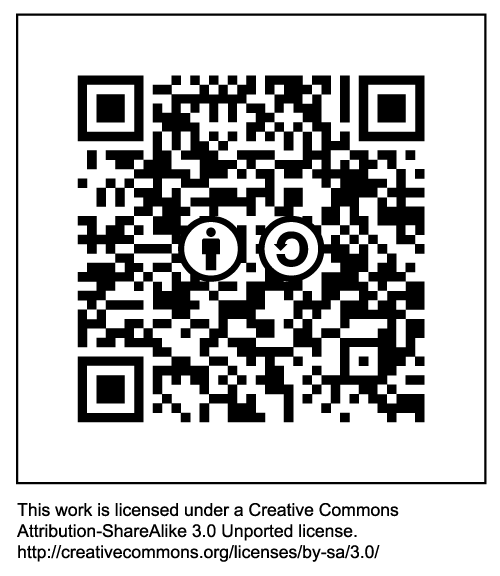 This work is licensed under a Creative Commons
Attribution-ShareAlike 3.0 Unported license.
http://creativecommons.org/licenses/by-sa/3.0/